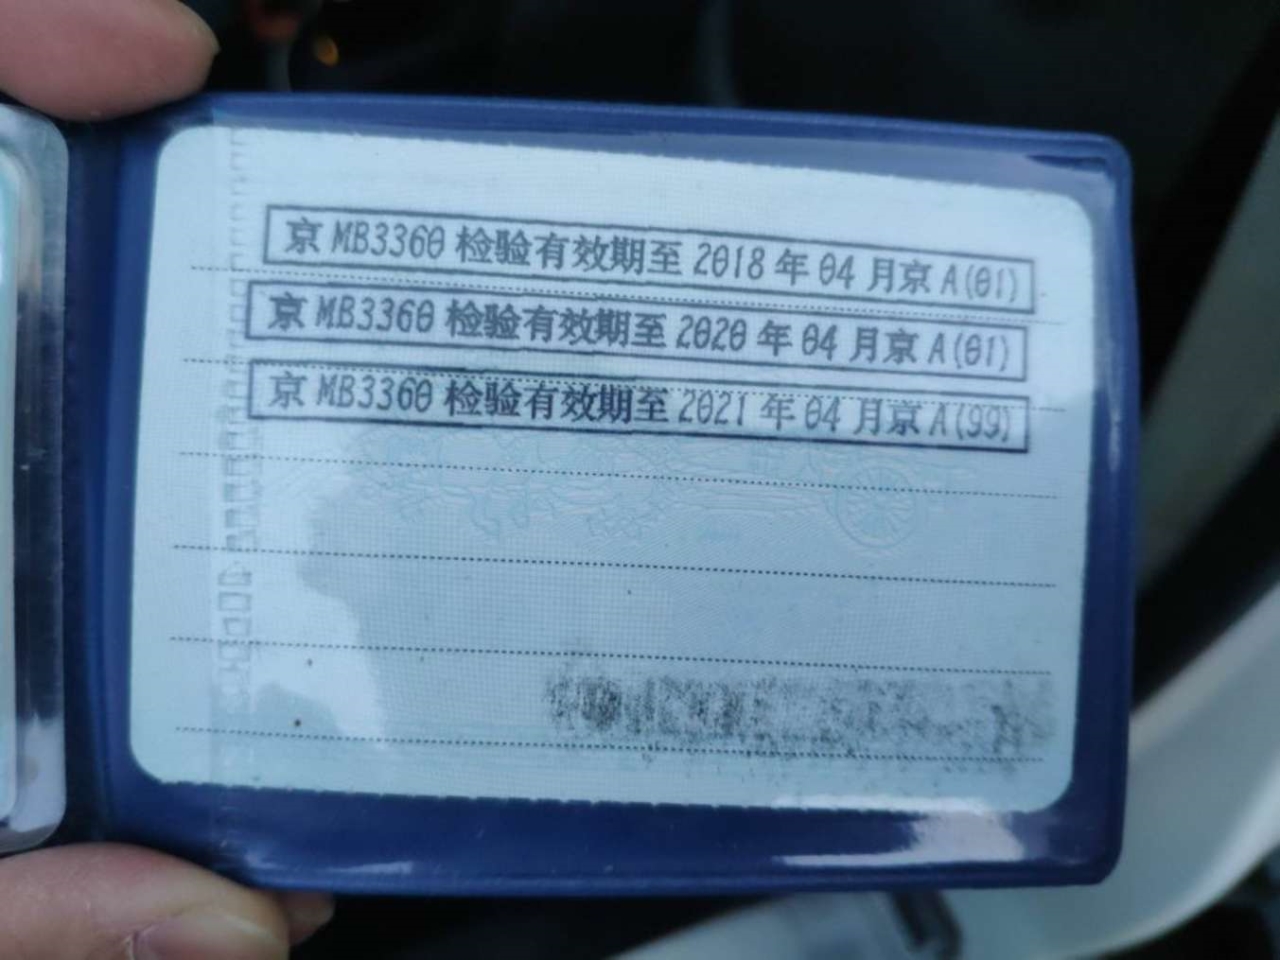 京 MB3360 检验有效期至 2018 年 04 月京 A(01)
京 MB3360 检验有效期至 2020 年 04 月京 A(01)
京 MB3360 检验有效期至 2021 年 04 月京 A(99)